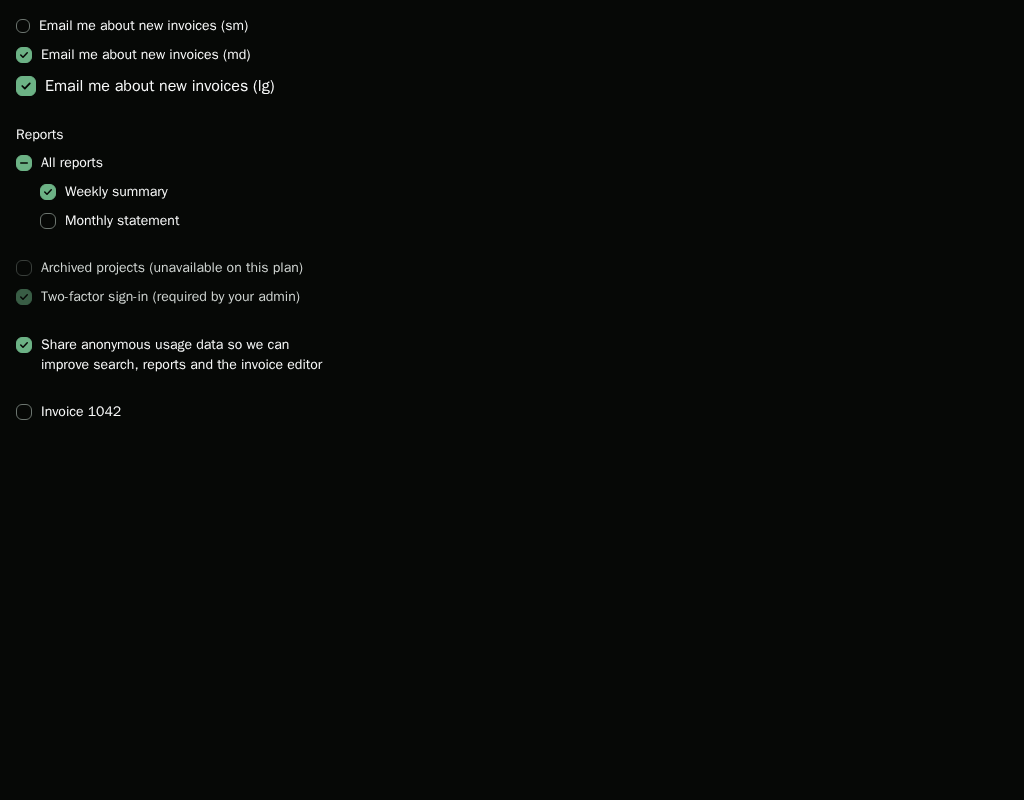 Email me about new invoices (sm)
Email me about new invoices (md)
Email me about new invoices (lg)
Reports
All reports
Weekly summary
Monthly statement
Archived projects (unavailable on this plan)
Two-factor sign-in (required by your admin)
Share anonymous usage data so we can
improve search, reports and the invoice editor
Invoice 1042